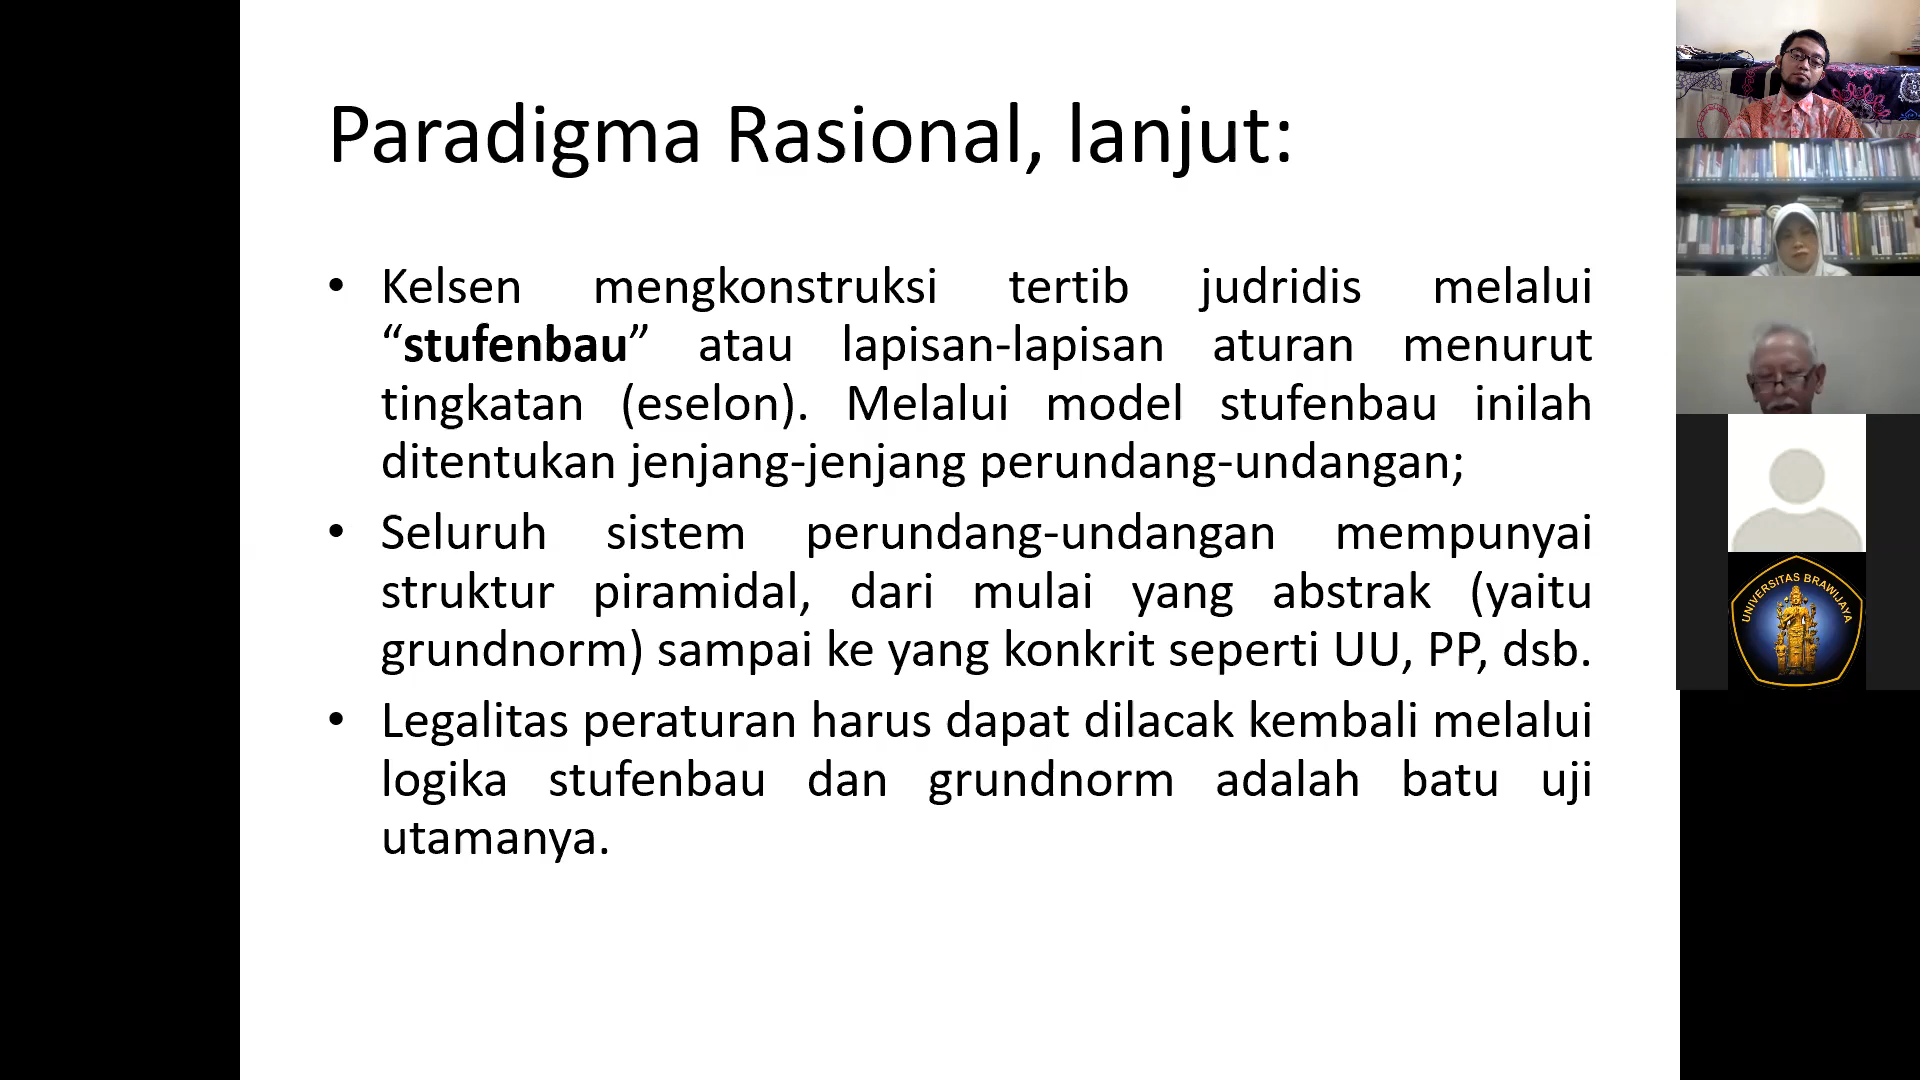 Paradigma Rasional, lanjut:
• Kelsen mengkonstruksi tertib judridis melalui
“stufenbau” atau lapisan-lapisan aturan menurut
tingkatan (eselon). Melalui model stufenbau inilah
ditentukan jenjang-jenjang perundang-undangan;
• Seluruh sistem perundang-undangan mempunyai
struktur piramidal, dari mulai yang abstrak (yaitu
grundnorm) sampai ke yang konkrit seperti UU, PP, dsb.
• Legalitas peraturan harus dapat dilacak kembali melalui
logika stufenbau dan grundnorm adalah batu uji
utamanya.
UNIVERSITAS BRAWIJAYA